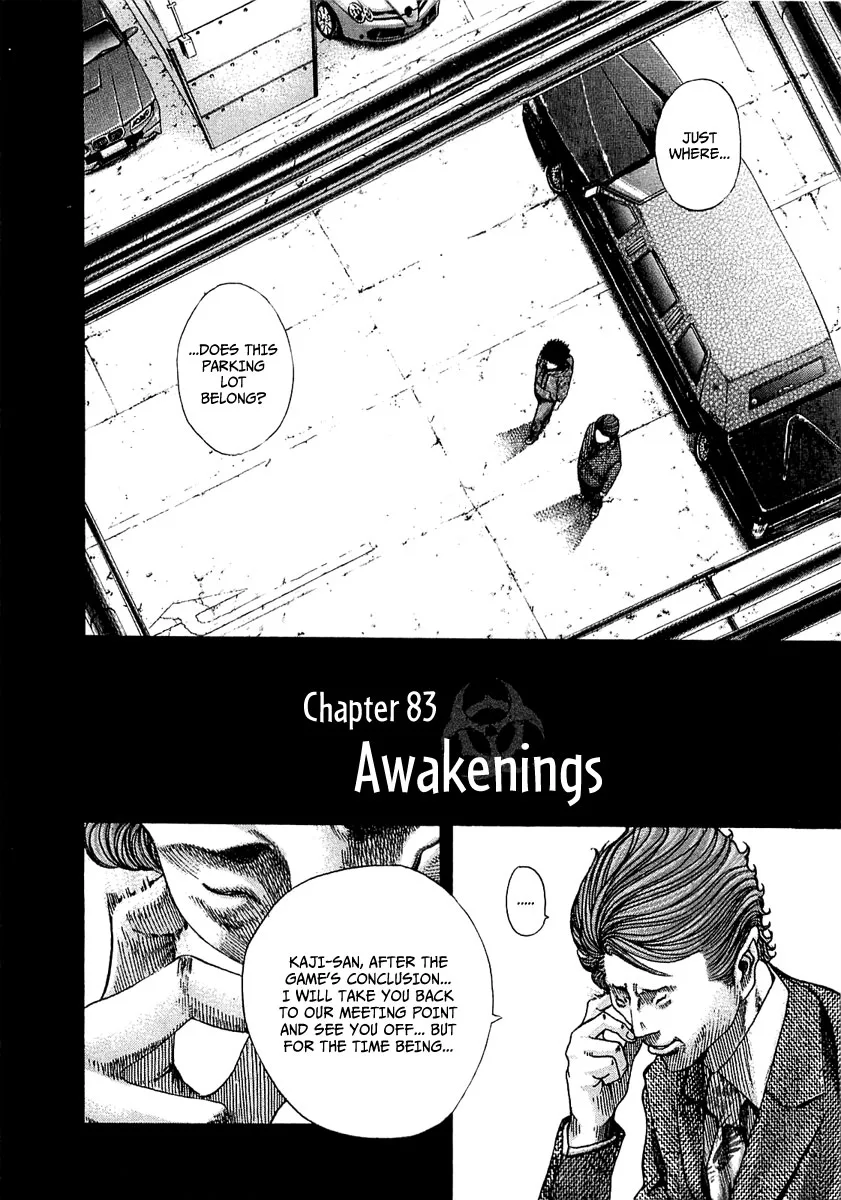 JUST
WHERE...
...DOES THIS
PARKING
LOT
BELONG?
Chapter 83
Awakenings
.....
KAJI-SAN, AFTER THE
GAME'S CONCLUSION...
I WILL TAKE YOU BACK
TO OUR MEETING POINT
AND SEE YOU OFF... BUT
FOR THE TIME BEING...